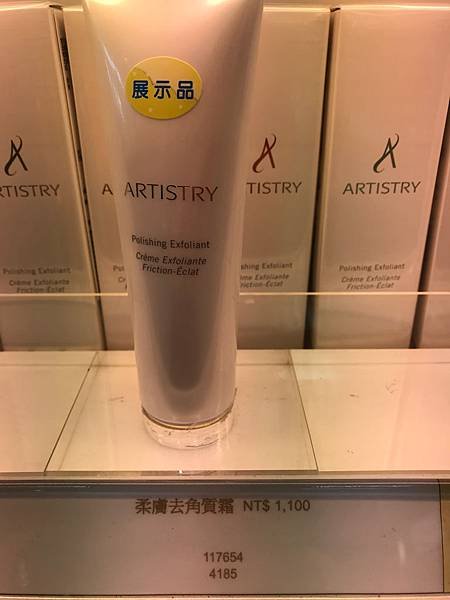 展示品
ARTISTRY
Polishing Exfoliant
Crème Exfoliante
Friction-Éclat
RTISTRY
Polishing Exfoliant
Crème Exfoliante
Friction-Éclat
A
P
C
TISTRY
Polishing Exfoliant
Crème Exfoliante
Friction-Éclat
ARTISTRY
Polishing Exfoliant
Crème Exfoliante
Friction-Éclat
柔膚去角質霜 NT$ 1,100
117654
4185